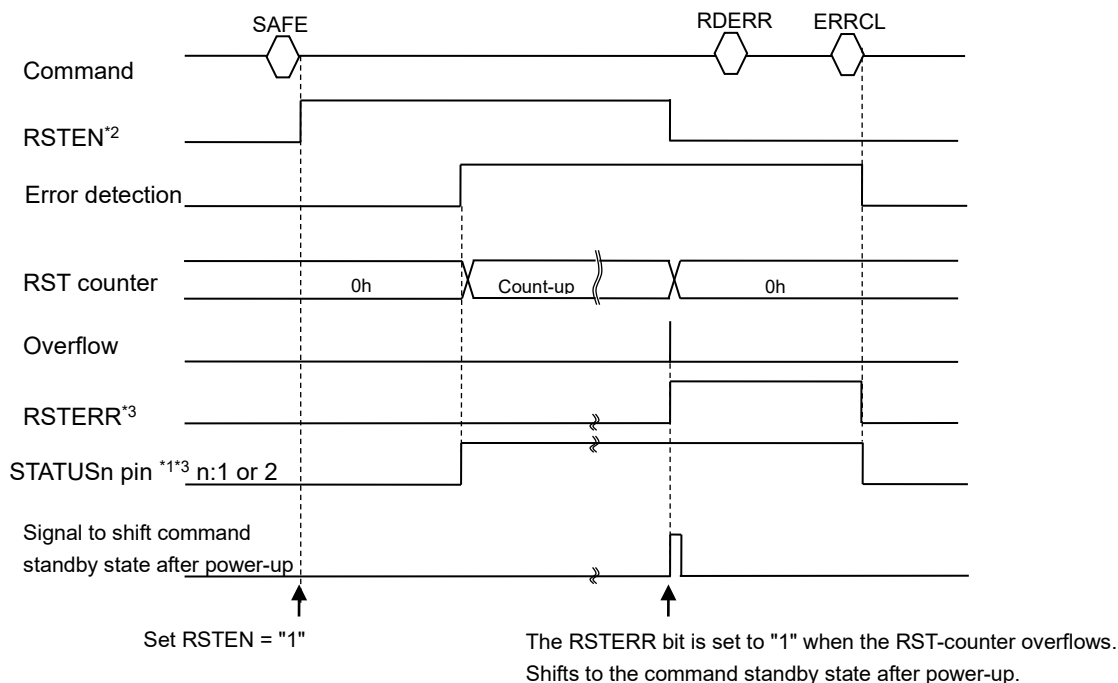 SAFE RDERR ERRCL
Command
RSTEN*2
Error detection
RST counter 0h Count-up 0h
Overflow
RSTERR*3
STATUSn pin *1*3 n:1 or 2
Signal to shift command
standby state after power-up
Set RSTEN = "1"
The RSTERR bit is set to "1" when the RST-counter overflows.
Shifts to the command standby state after power-up.